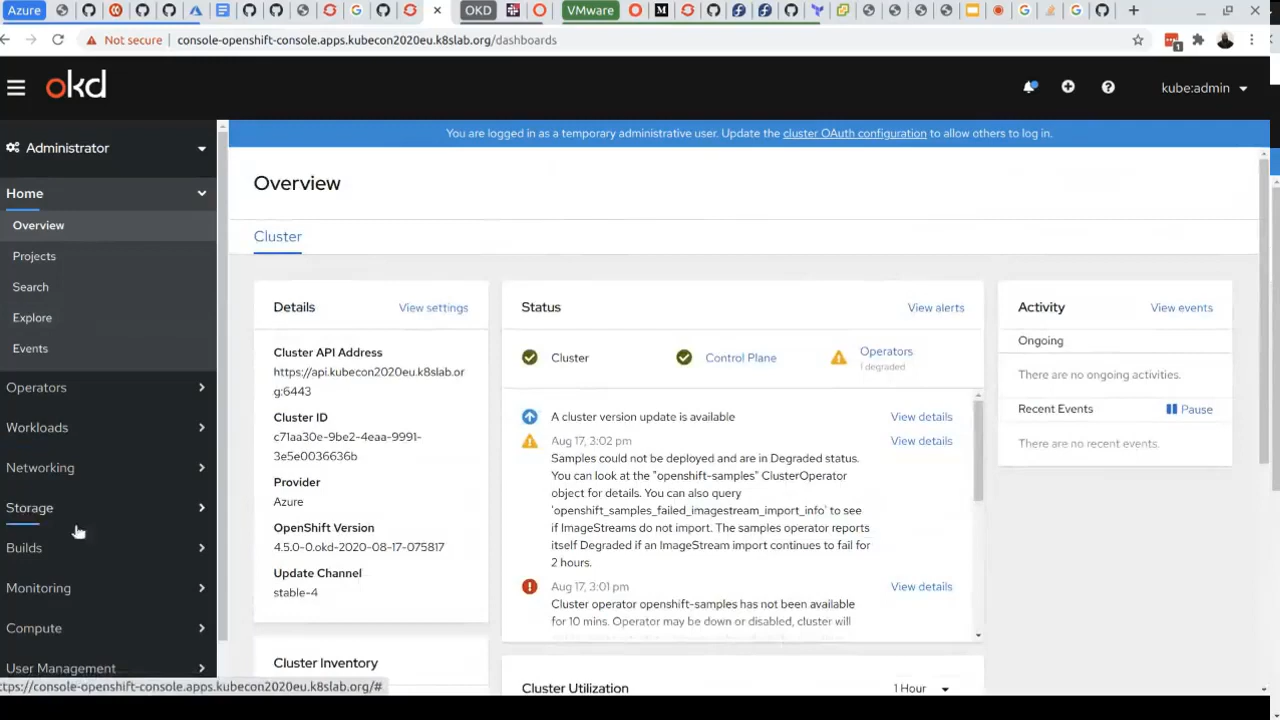 Azure
OKD
VMware
Not secure
console-openshift-console.apps.kubecon2020eu.k8slab.org/dashboards
1
okd
kube:admin
Administrator
You are logged in as a temporary administrative user. Update the cluster OAuth configuration to allow others to log in.
Home
Overview
Projects
Search
Explore
Events
Operators
Workloads
Networking
Storage
Builds
Monitoring
Compute
User Management
Overview
Cluster
Details
View settings
Cluster API Address
https://api.kubecon2020eu.k8slab.or
g:6443
Cluster ID
c71aa30e-9be2-4eaa-9991-
3e5e0036636b
Provider
Azure
OpenShift Version
4.5.0-0.okd-2020-08-17-075817
Update Channel
stable-4
Cluster Inventory
Status
View alerts
Cluster
Control Plane
Operators
1 degraded
A cluster version update is available
View details
Aug 17, 3:02 pm
View details
Samples could not be deployed and are in Degraded status.
You can look at the "openshift-samples" ClusterOperator
object for details. You can also query
'openshift_samples_failed_imagestream_import_info' to see
if ImageStreams do not import. The samples operator reports
itself Degraded if an ImageStream import continues to fail for
2 hours.
Aug 17, 3:01 pm
View details
Cluster operator openshift-samples has not been available
for 10 mins. Operator may be down or disabled, cluster will
Cluster Utilization
1 Hour
Activity
View events
Ongoing
There are no ongoing activities.
Recent Events
Pause
There are no recent events.
ttps://console-openshift-console.apps.kubecon2020eu.k8slab.org/#